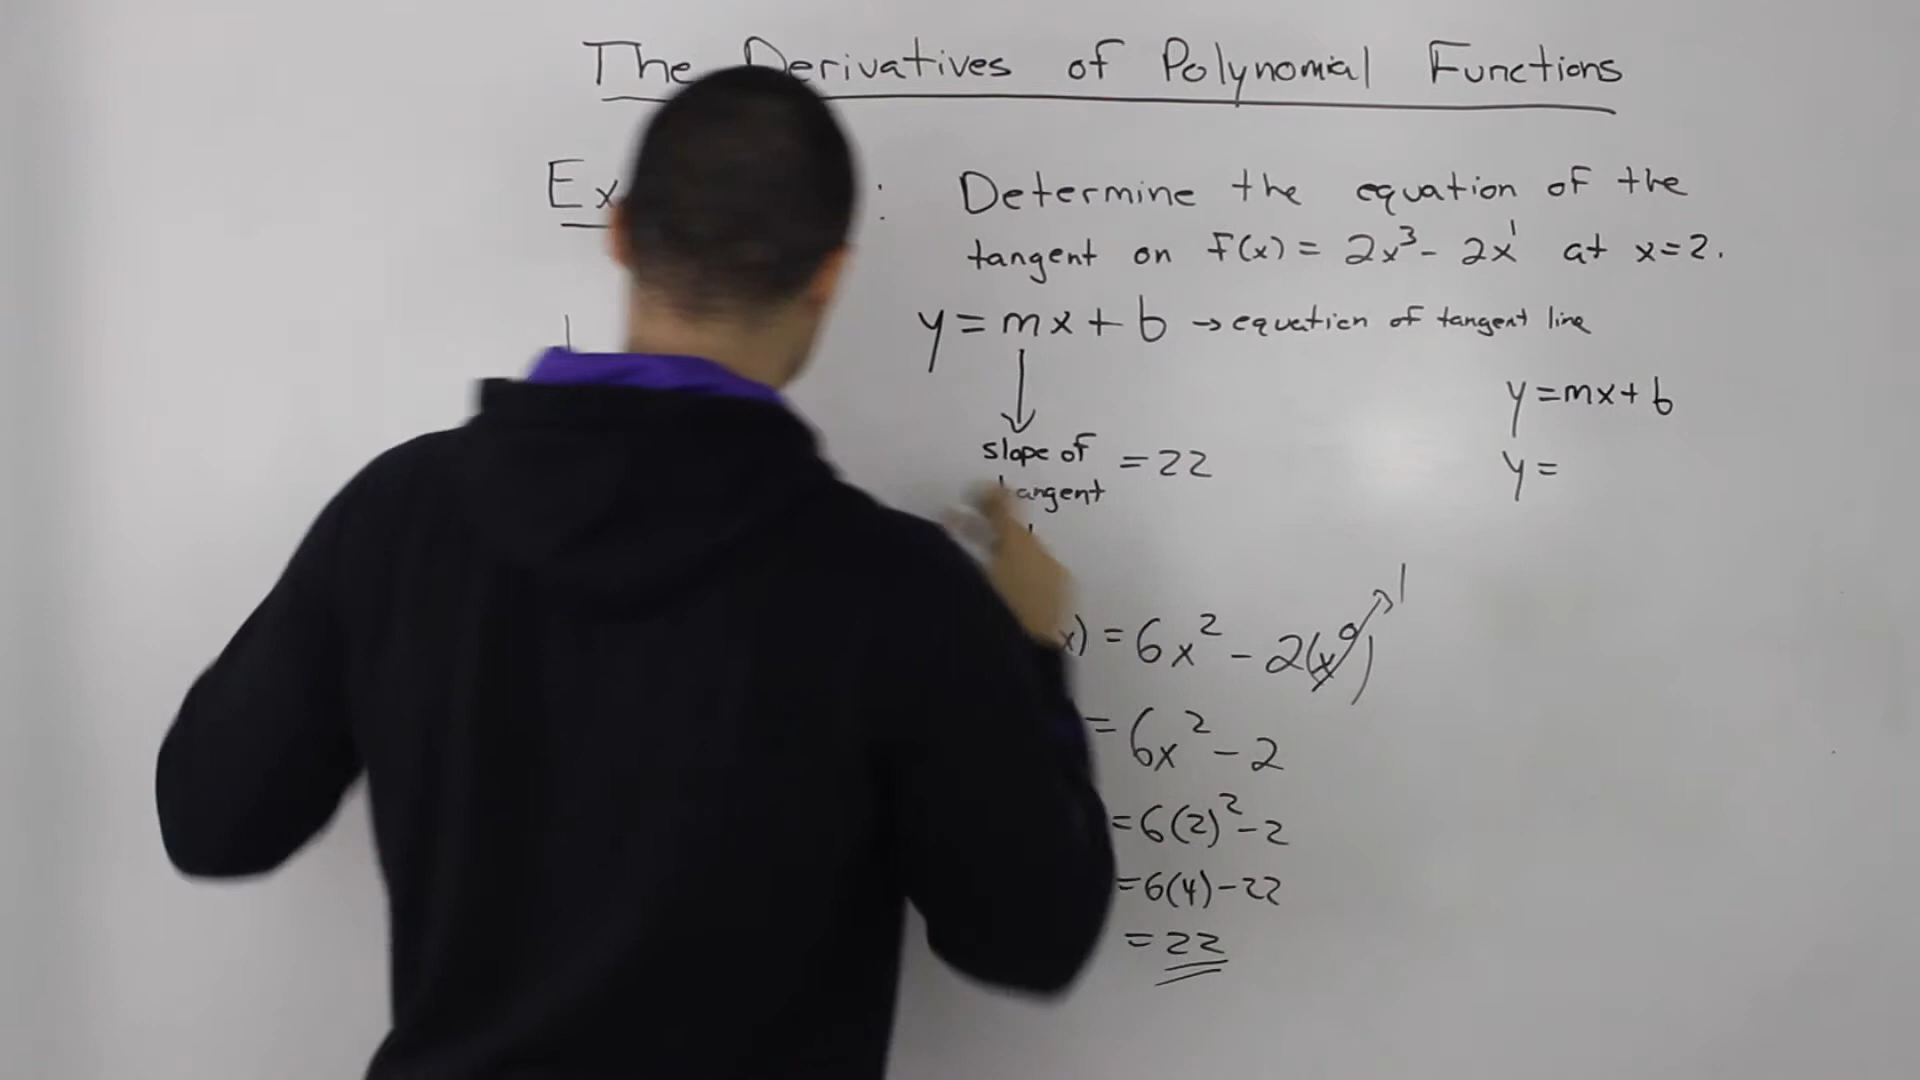 The Derivatives of Polynomial Functions
Ex : Determine the equation of the
tangent on f(x) = 2x³ - 2x¹ at x=2.
y = mx + b → equation of tangent line
y = mx + b
slope of = 22
tangent
y =
x) = 6x² - 2(x⁰) 1
= 6x² - 2
= 6(2)² - 2
= 6(4) - 22
= 22